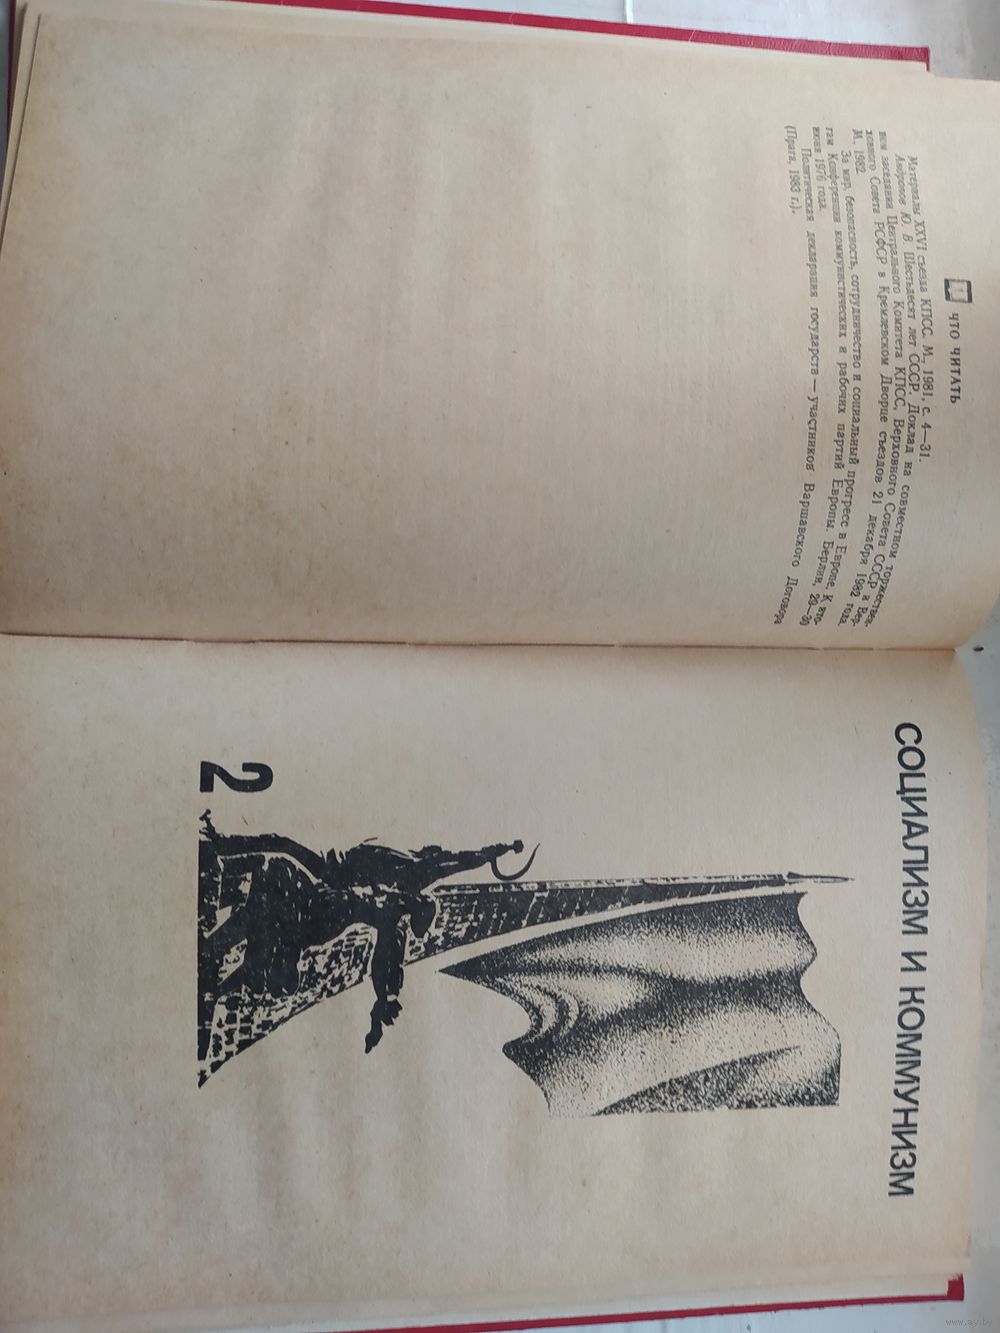 ЧТО ЧИТАТЬ
Материалы XXVI съезда КПСС. М., 1981, с. 4—31.
Андропов Ю. В. Шестьдесят лет СССР. Доклад на совместном торжествен-
ном заседании Центрального Комитета КПСС, Верховного Совета СССР и Вер-
ховного Совета РСФСР в Кремлевском Дворце съездов 21 декабря 1982 года.
М., 1982.
За мир, безопасность, сотрудничество и социальный прогресс в Европе. К ито-
гам Конференции коммунистических и рабочих партий Европы. Берлин, 29—30
июня 1976 года.
Политическая декларация государств — участников Варшавского Договора
(Прага, 1983 г.).
СОЦИАЛИЗМ И КОММУНИЗМ
2
www.ay.by